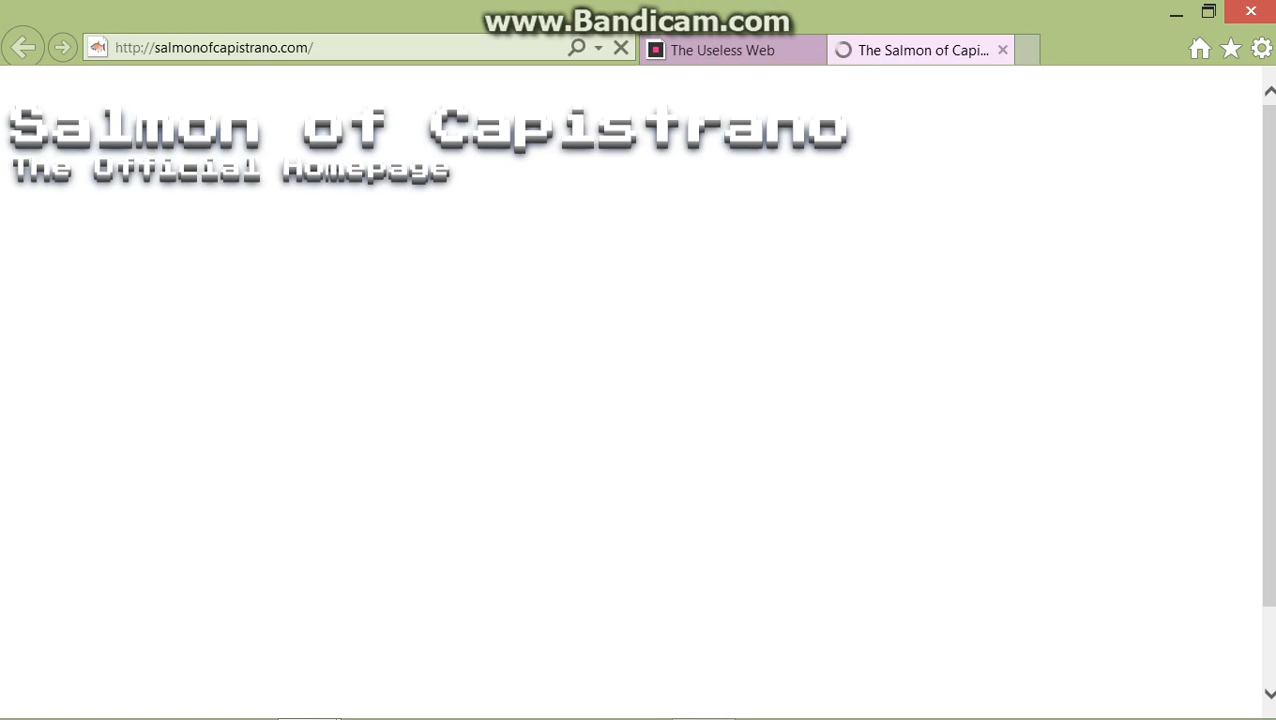 www.Bandicam.com
http://salmonofcapistrano.com/
The Useless Web
The Salmon of Capi...
Salmon of Capistrano
The Official Homepage